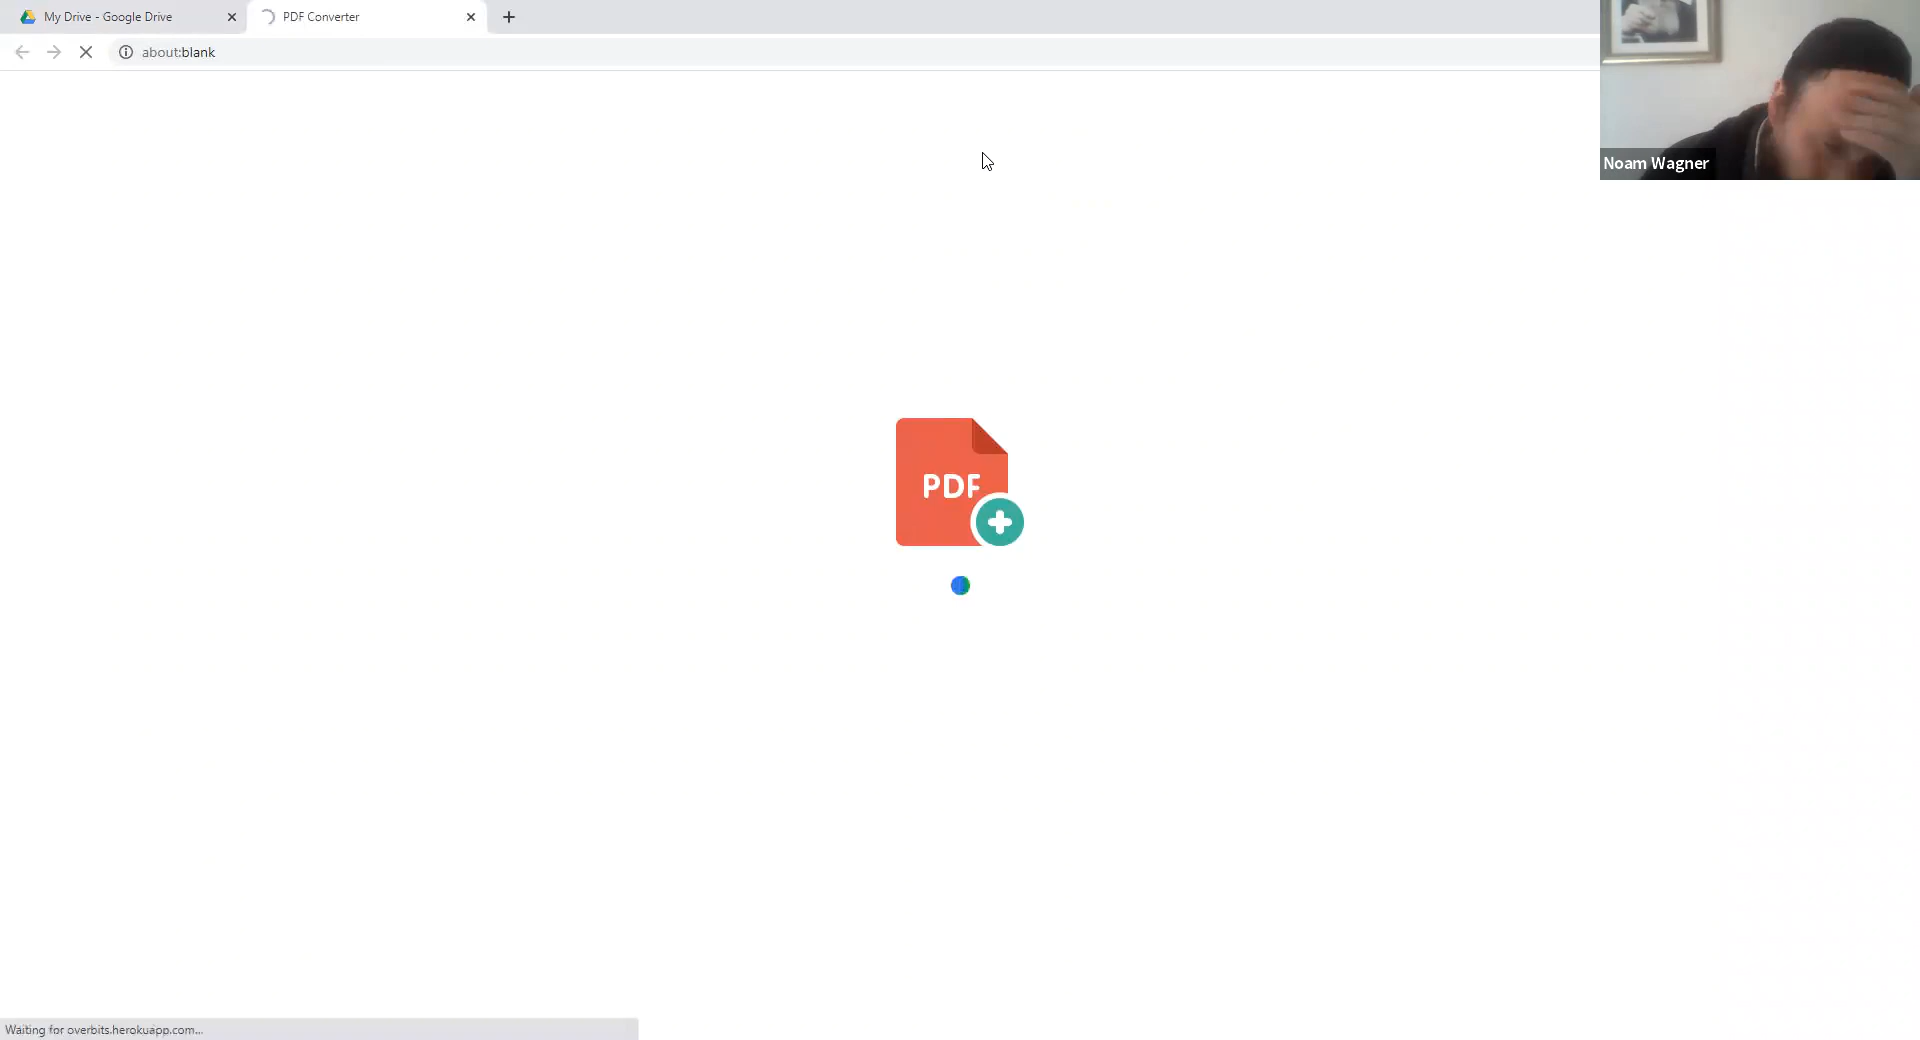 My Drive - Google Drive
PDF Converter
about:blank
Noam Wagner
PDF
Waiting for overbits.herokuapp.com...